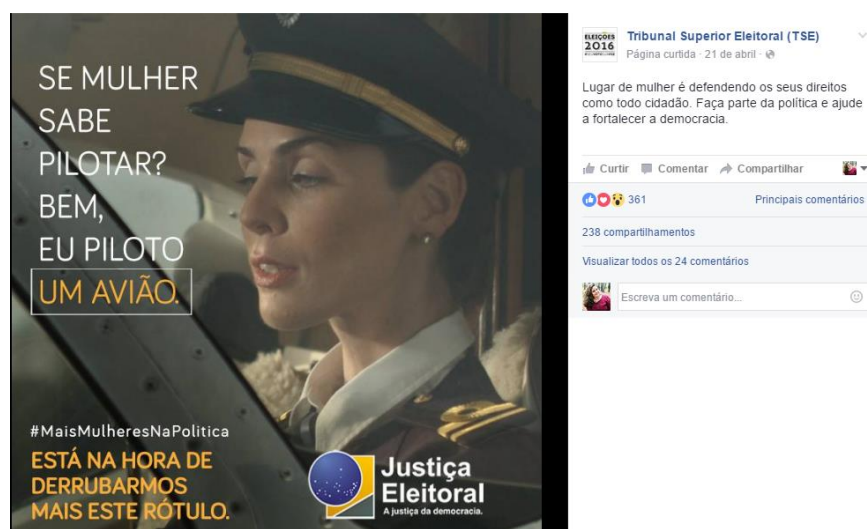 SE MULHER
SABE
PILOTAR?
BEM,
EU PILOTO
UM AVIÃO.
#MaisMulheresNaPolitica
ESTÁ NA HORA DE
DERRUBARMOS
MAIS ESTE RÓTULO.
Justiça
Eleitoral
A justiça da democracia.
ELEIÇÕES
2016
Tribunal Superior Eleitoral (TSE)
Página curtida · 21 de abril ·
Lugar de mulher é defendendo os seus direitos
como todo cidadão. Faça parte da política e ajude
a fortalecer a democracia.
Curtir Comentar Compartilhar
361 Principais comentários
238 compartilhamentos
Visualizar todos os 24 comentários
Escreva um comentário...